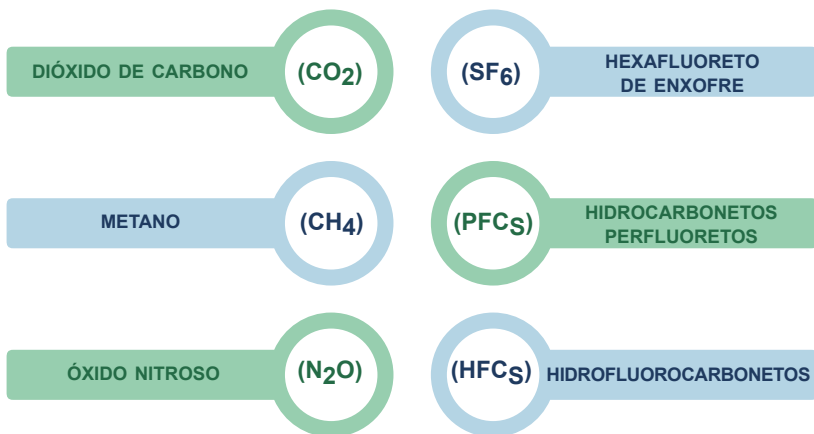 DIÓXIDO DE CARBONO
(CO2)
(SF6)
HEXAFLUORETO
DE ENXOFRE
METANO
(CH4)
(PFCS)
HIDROCARBONETOS
PERFLUORETOS
ÓXIDO NITROSO
(N2O)
(HFCS)
HIDROFLUOROCARBONETOS